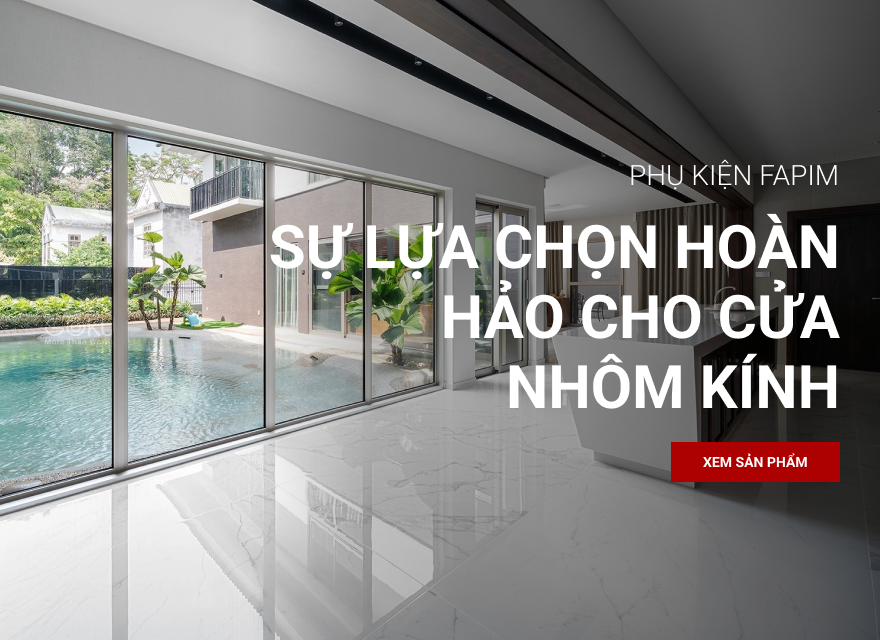 PHỤ KIỆN FAPIM
SỰ LỰA CHỌN HOÀN
HẢO CHO CỬA
NHÔM KÍNH
XEM SẢN PHẨM